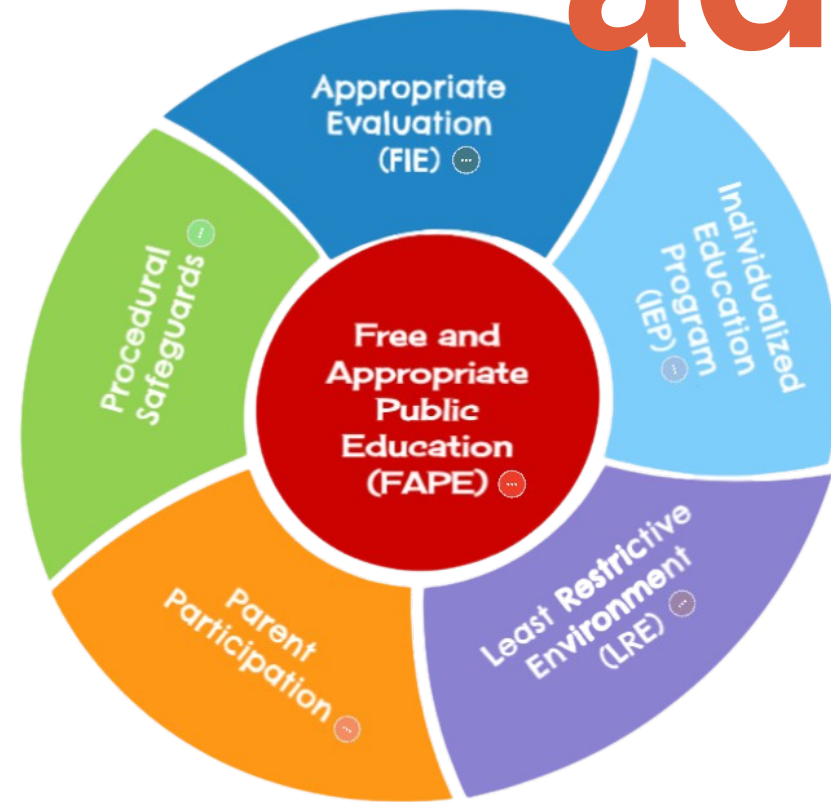 ad
Appropriate
Evaluation
(FIE)
Individualized
Education
Program
(IEP)
Least Restrictive
Environment
(LRE)
Parent
Participation
Procedural
Safeguards
Free and
Appropriate
Public
Education
(FAPE)